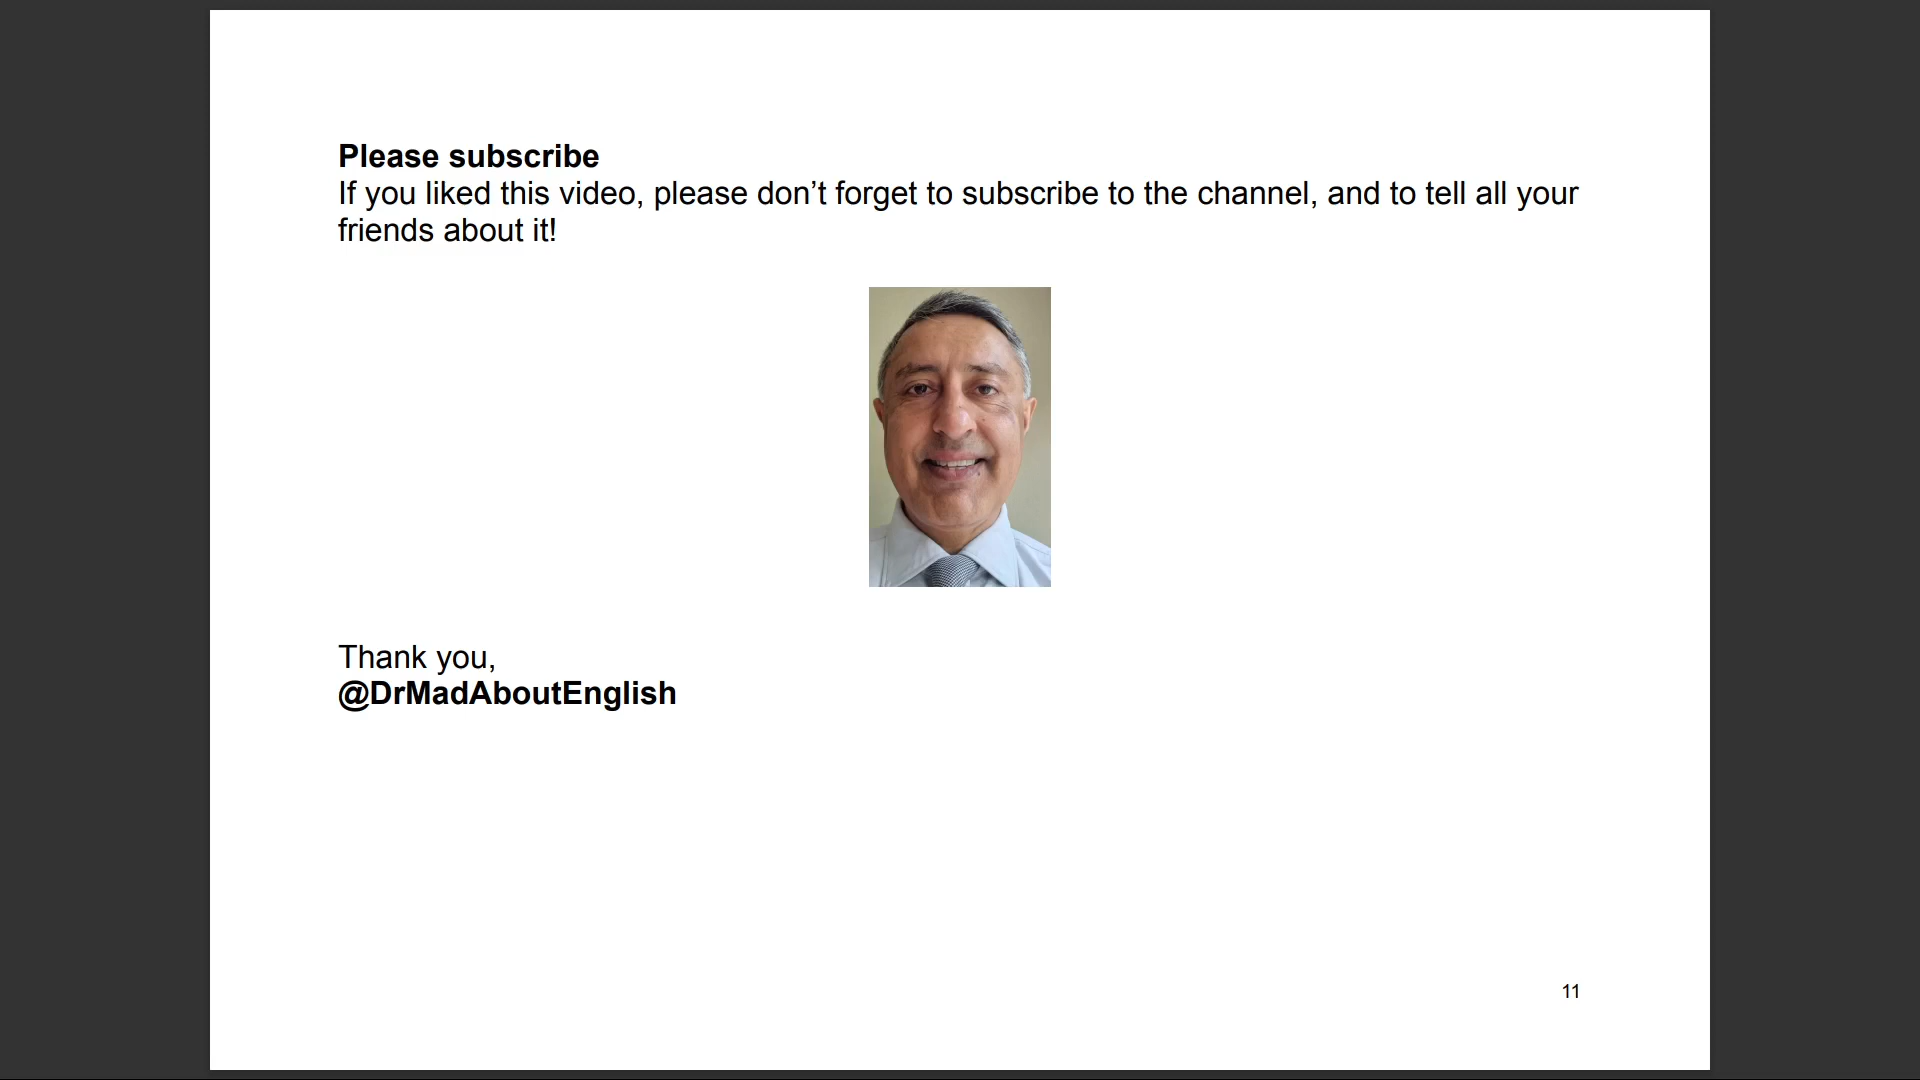 Please subscribe
If you liked this video, please don’t forget to subscribe to the channel, and to tell all your
friends about it!
Thank you,
@DrMadAboutEnglish
11